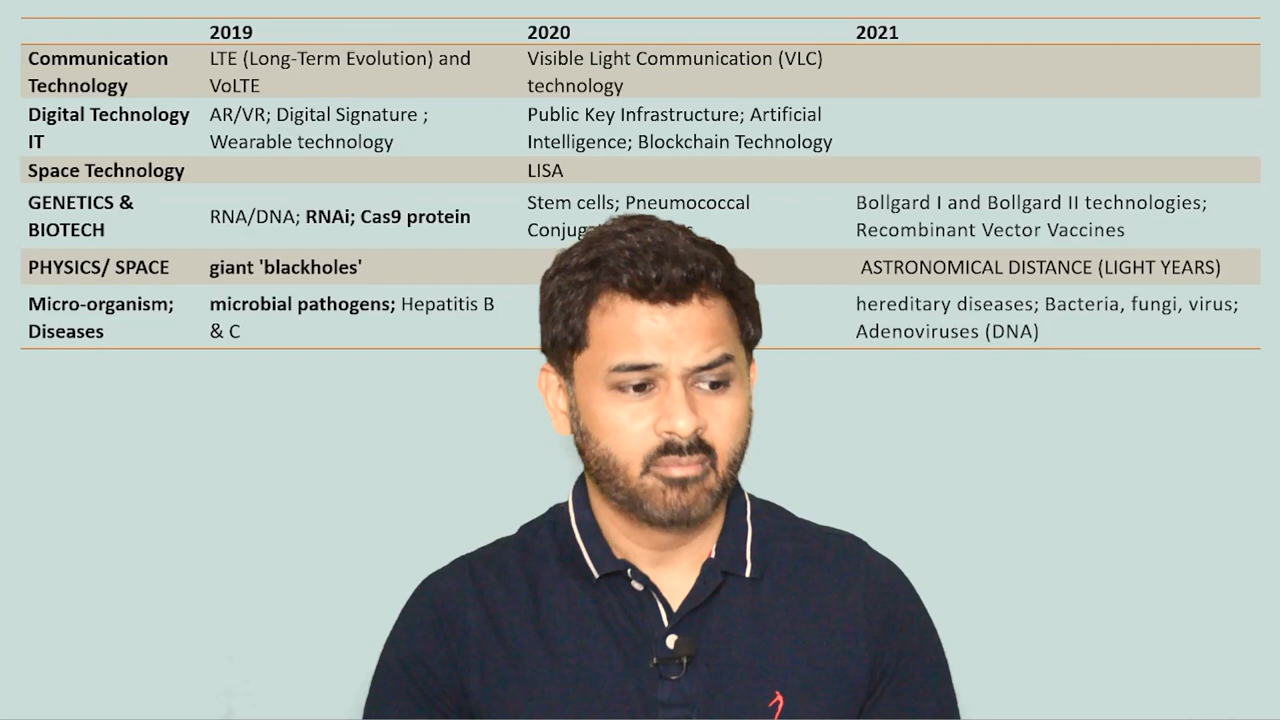 2019 2020 2021
Communication Technology
LTE (Long-Term Evolution) and VoLTE
Visible Light Communication (VLC) technology
Digital Technology IT
AR/VR; Digital Signature ; Wearable technology
Public Key Infrastructure; Artificial Intelligence; Blockchain Technology
Space Technology
LISA
GENETICS & BIOTECH
RNA/DNA; RNAi; Cas9 protein
Stem cells; Pneumococcal
Bollgard I and Bollgard II technologies; Recombinant Vector Vaccines
PHYSICS/ SPACE
giant 'blackholes'
ASTRONOMICAL DISTANCE (LIGHT YEARS)
Micro-organism; Diseases
microbial pathogens; Hepatitis B & C
hereditary diseases; Bacteria, fungi, virus; Adenoviruses (DNA)